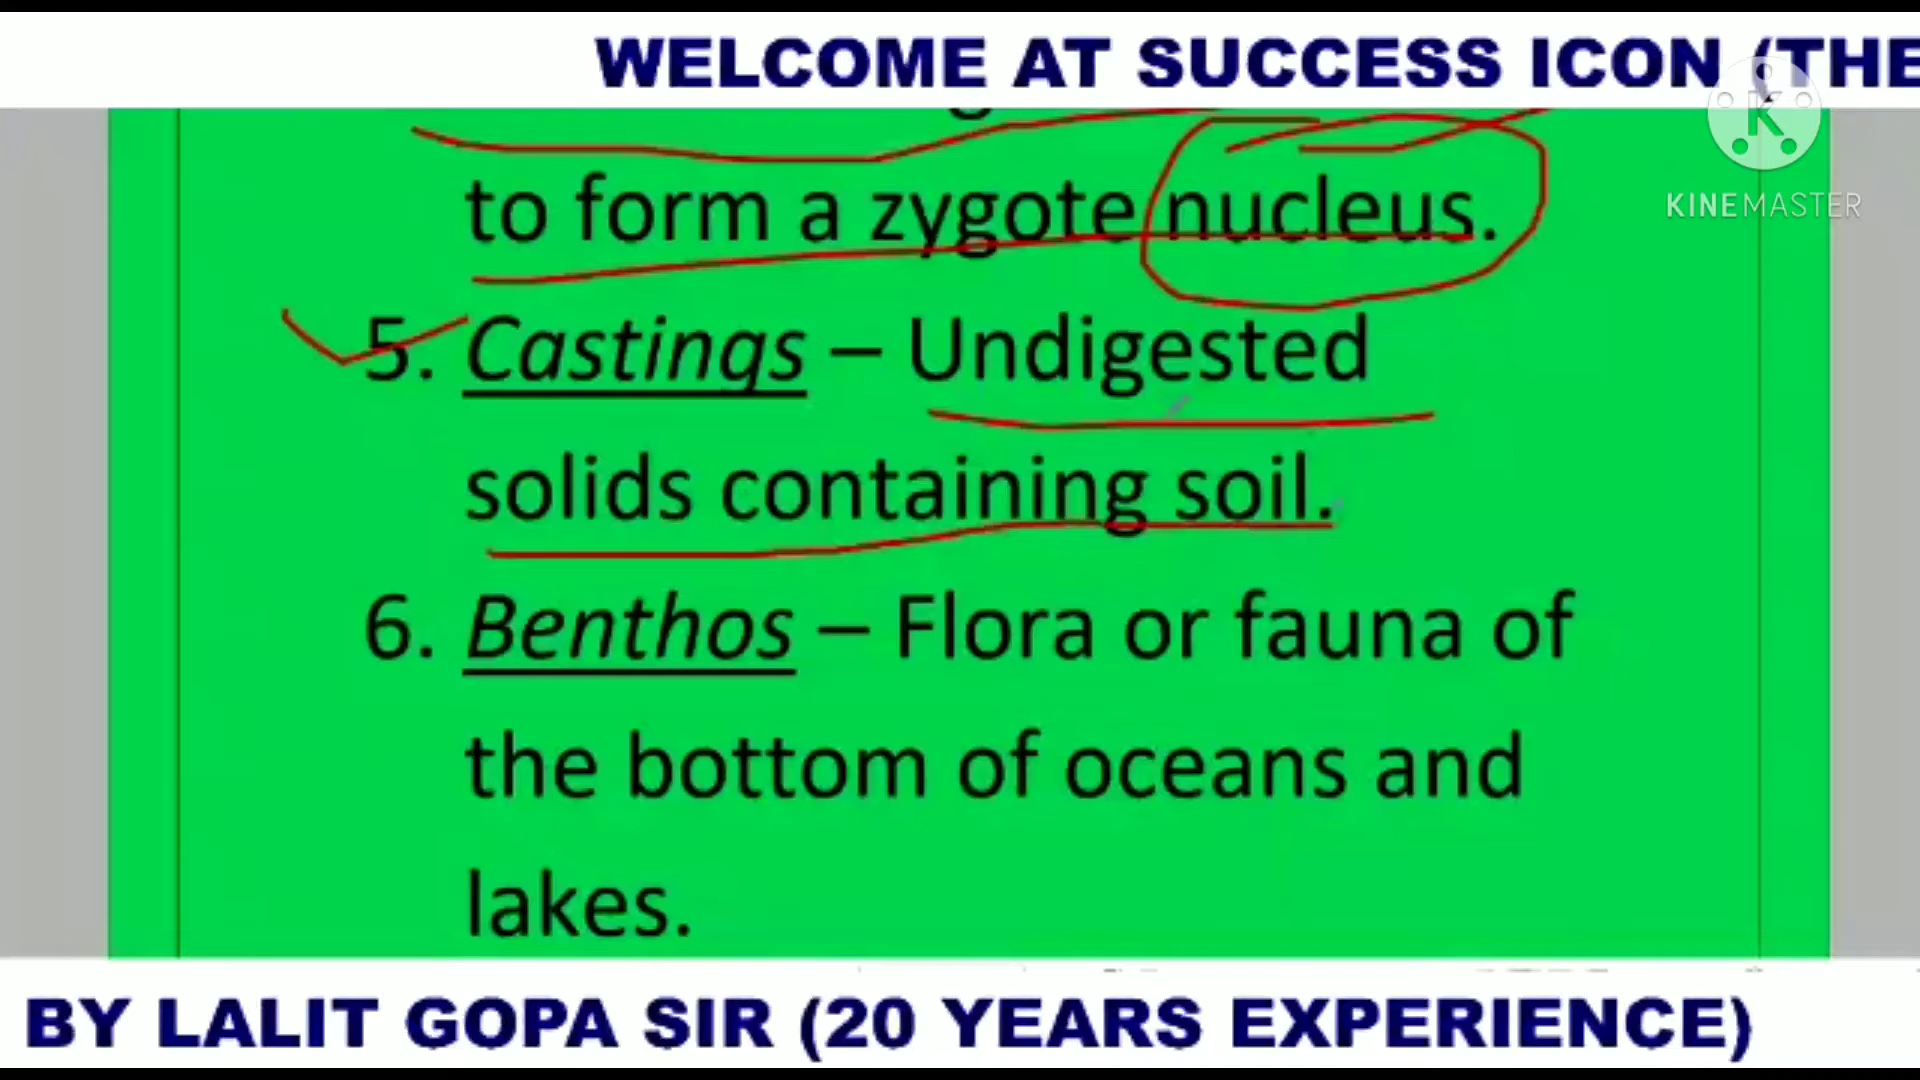 WELCOME AT SUCCESS ICON (THE
KINEMASTER
to form a zygote nucleus.
5. Castings – Undigested
solids containing soil.
6. Benthos – Flora or fauna of
the bottom of oceans and
lakes.
BY LALIT GOPA SIR (20 YEARS EXPERIENCE)